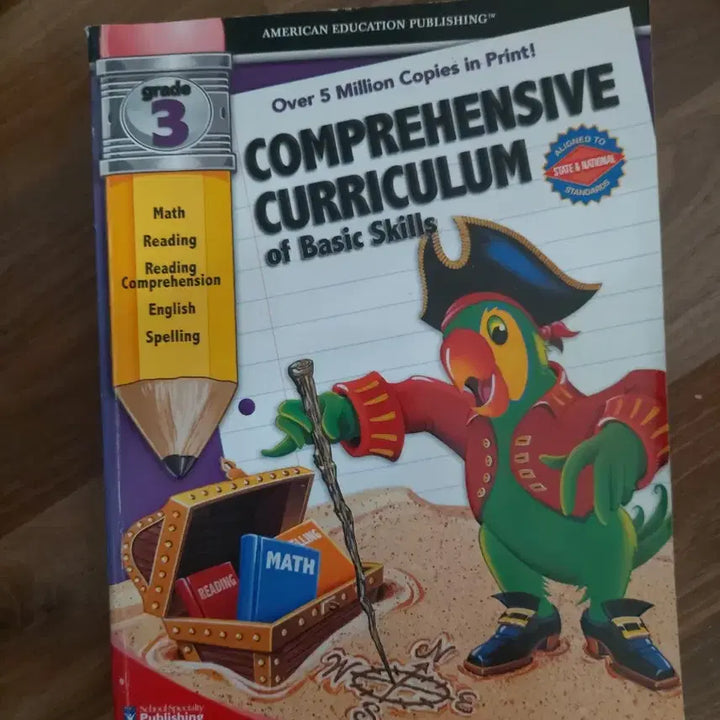 AMERICAN EDUCATION PUBLISHING™
Over 5 Million Copies in Print!
grade
3
COMPREHENSIVE
CURRICULUM
of Basic Skills
ALIGNED TO
STATE & NATIONAL
STANDARDS
Math
Reading
Reading
Comprehension
English
Spelling
READING
MATH
LLING
N
N
E
S
School Specialty
Publishing